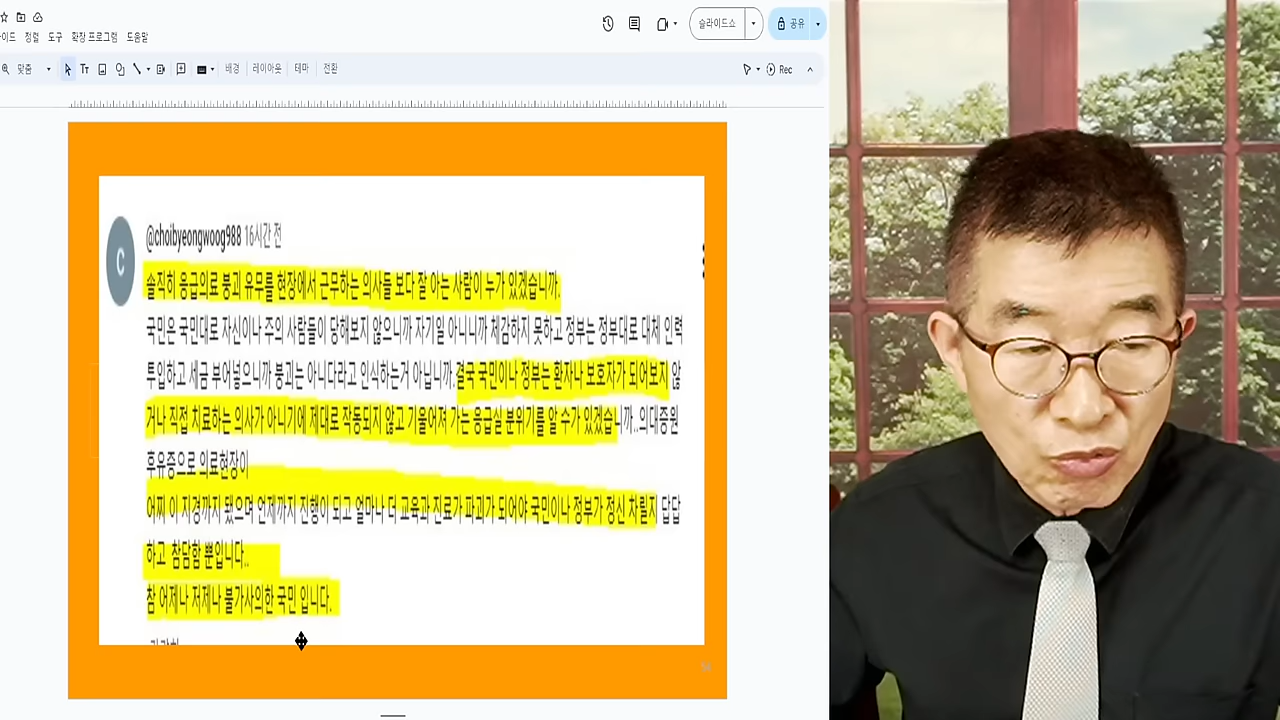 이드 정렬 도구 확장 프로그램 도움말
슬라이드쇼
공유
맞춤
Tт
배경 레이아웃 테마 전환
Rec
C
@choibyeongwoog988 16시간 전
솔직히 응급의료 붕괴 유무를 현장에서 근무하는 의사들 보다 잘 아는 사람이 누가 있겠습니까.
국민은 국민대로 자신이나 주의 사람들이 당해보지 않으니까 자기일 아니니까 체감하지 못하고 정부는 정부대로 대체 인력
투입하고 세금 부어넣으니까 붕괴는 아니다라고 인식하는거 아닙니까.결국 국민이나 정부는 환자나 보호자가 되어보지 않
거나 직접 치료하는 의사가 아니기에 제대로 작동되지 않고 기울어져 가는 응급실 분위기를 알 수가 있겠습니까..의대증원
후유증으로 의료현장이
어찌 이 지경까지 됐으며 언제까지 진행이 되고 얼마나 더 교육과 진료가 파괴가 되어야 국민이나 정부가 정신 차릴지 답답
하고 참담함 뿐입니다..
참 어제나 저제나 불가사의한 국민 입니다.